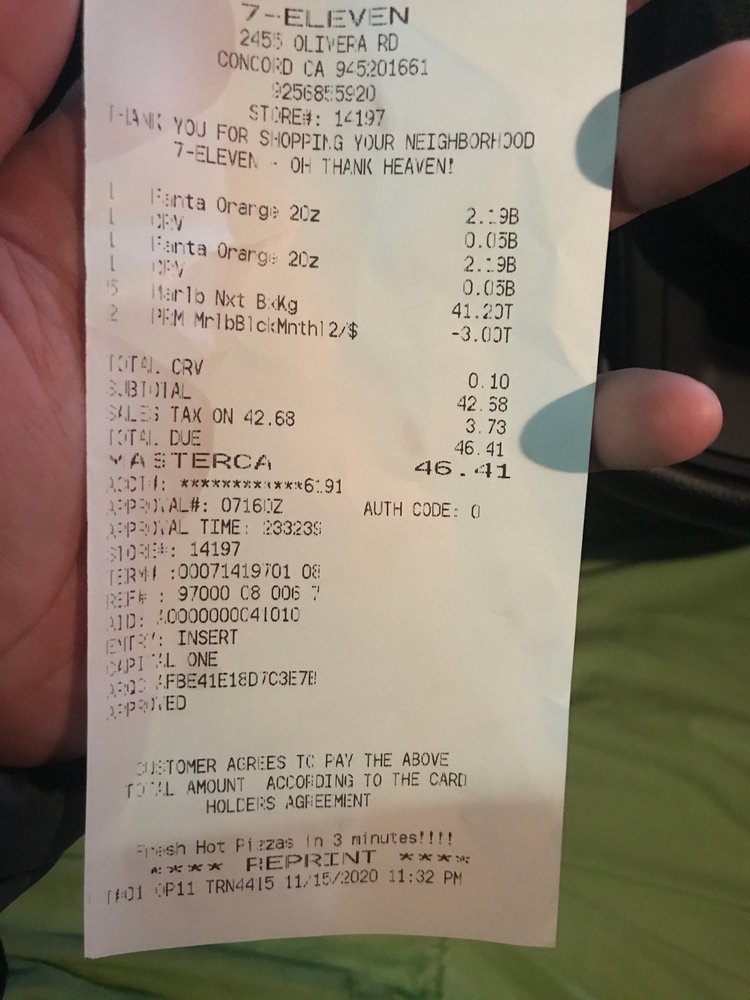 7-ELEVEN
2455 OLIVERA RD
CONCORD CA 945201661
9256855920
STORE#: 14197
THANK YOU FOR SHOPPING YOUR NEIGHBORHOOD
7-ELEVEN - OH THANK HEAVEN!
1 Fanta Orange 20z 2.19B
1 CRV 0.05B
1 Fanta Orange 20z 2.19B
1 CRV 0.05B
5 Marlb Nxt BxKg 41.20T
2 PRM MrlbBlckMnthl2/$ -3.00T
TOTAL CRV 0.10
SUBTOTAL 42.68
SALES TAX ON 42.68 3.73
TOTAL DUE 46.41
MASTERCA 46.41
ACCT#: ************6191
APPROVAL#: 07160Z AUTH CODE: 0
APPROVAL TIME: 233239
STORE#: 14197
TERM# :00071419701 08
REF# : 97000 08 006 7
AID: A0000000041010
ENTRY: INSERT
CAPITAL ONE
ARQC AFBE41E18D7C3E7B
APPROVED
CUSTOMER AGREES TO PAY THE ABOVE
TOTAL AMOUNT ACCORDING TO THE CARD
HOLDERS AGREEMENT
Fresh Hot Pizzas in 3 minutes!!!!
**** REPRINT ****
T#01 OP11 TRN4415 11/15/2020 11:32 PM